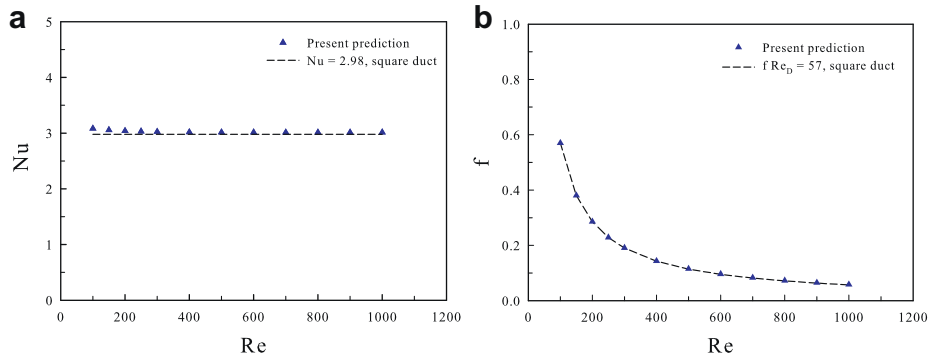 a
5
4
3
2
1
0
Nu
Present prediction
Nu = 2.98, square duct
0 200 400 600 800 1000 1200
Re
b
1.0
0.8
0.6
0.4
0.2
0.0
f
Present prediction
f Re_D = 57, square duct
0 200 400 600 800 1000 1200
Re